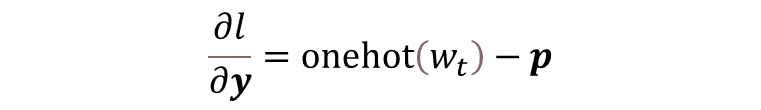 ∂l/∂𝒚 = onehot(w_t) − 𝒑